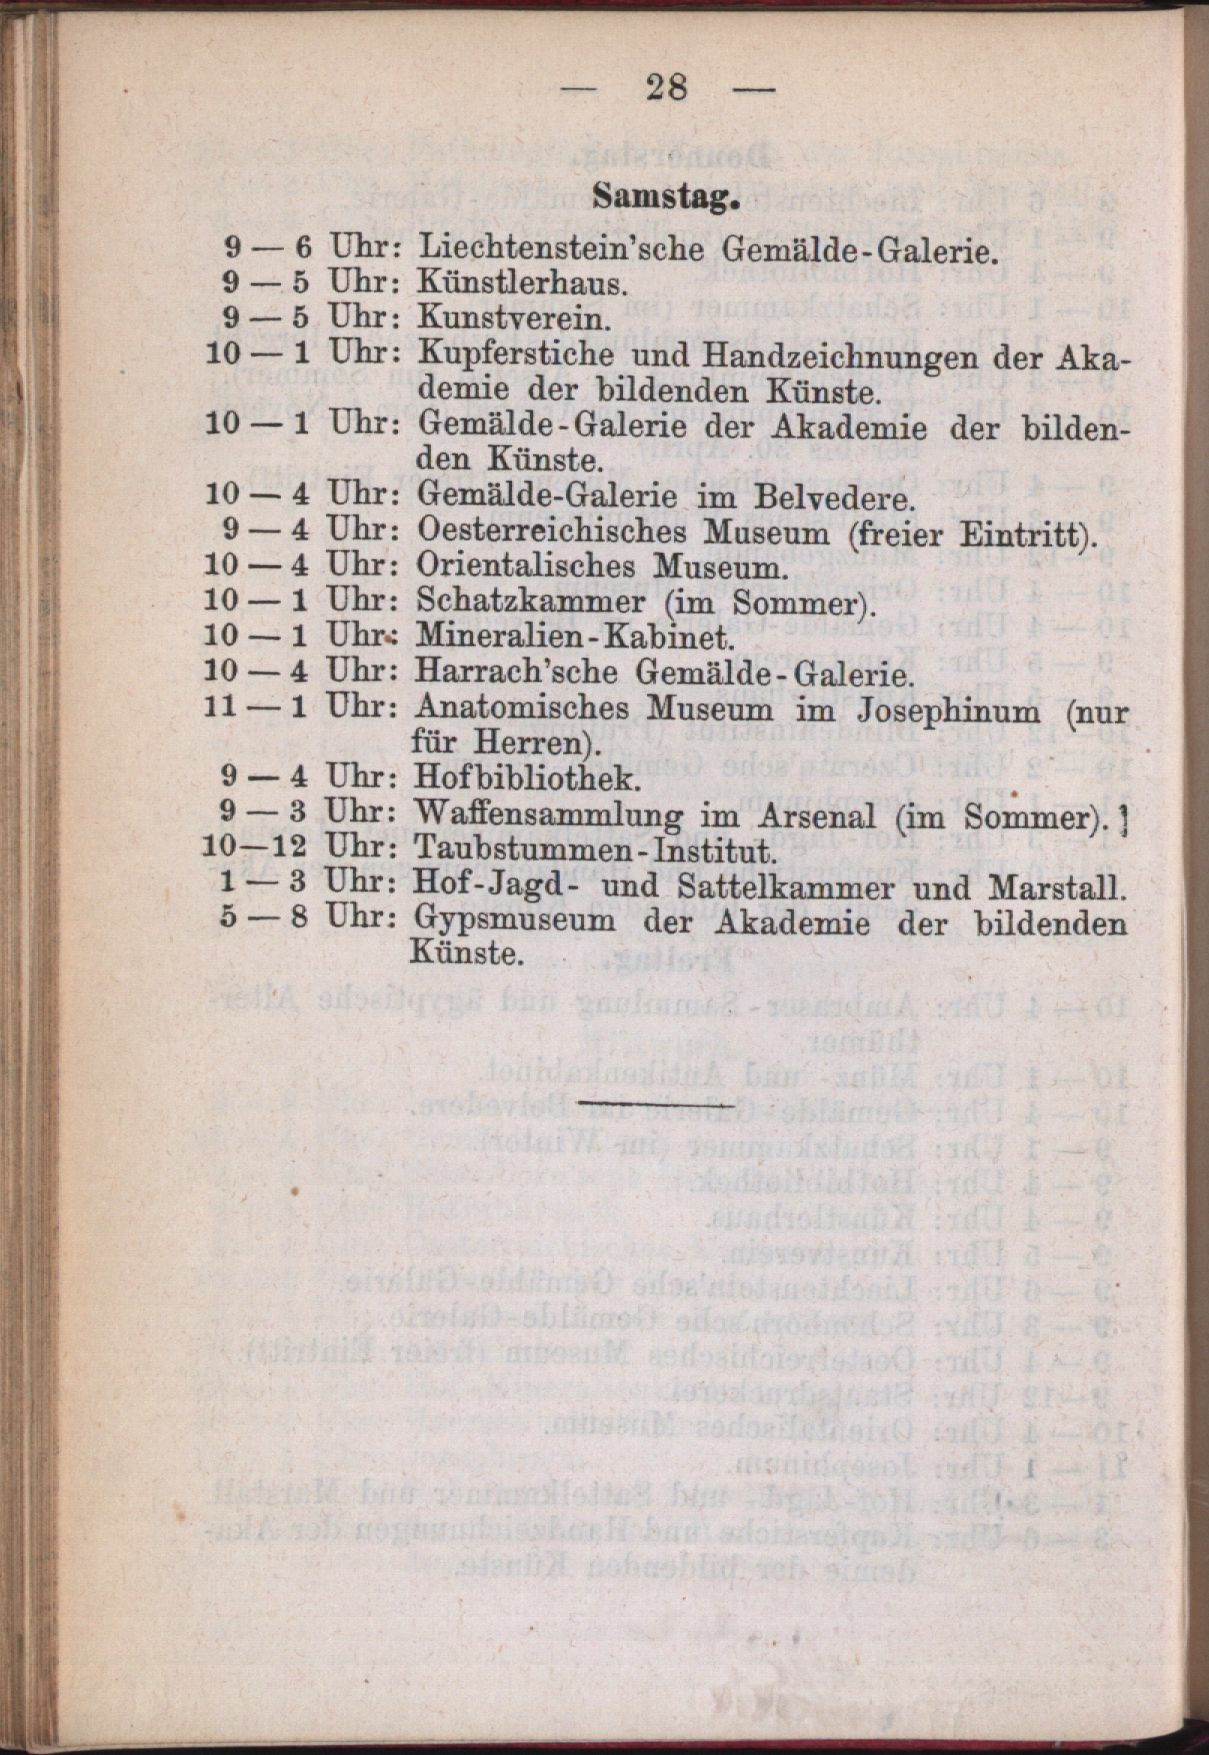 — 28 —
Samstag.
9 — 6 Uhr: Liechtenstein'sche Gemälde-Galerie.
9 — 5 Uhr: Künstlerhaus.
9 — 5 Uhr: Kunstverein.
10 — 1 Uhr: Kupferstiche und Handzeichnungen der Aka-
demie der bildenden Künste.
10 — 1 Uhr: Gemälde-Galerie der Akademie der bilden-
den Künste.
10 — 4 Uhr: Gemälde-Galerie im Belvedere.
9 — 4 Uhr: Oesterreichisches Museum (freier Eintritt).
10 — 4 Uhr: Orientalisches Museum.
10 — 1 Uhr: Schatzkammer (im Sommer).
10 — 1 Uhr: Mineralien-Kabinet.
10 — 4 Uhr: Harrach'sche Gemälde-Galerie.
11 — 1 Uhr: Anatomisches Museum im Josephinum (nur
für Herren).
9 — 4 Uhr: Hofbibliothek.
9 — 3 Uhr: Waffensammlung im Arsenal (im Sommer).
10—12 Uhr: Taubstummen-Institut.
1 — 3 Uhr: Hof-Jagd- und Sattelkammer und Marstall.
5 — 8 Uhr: Gypsmuseum der Akademie der bildenden
Künste.